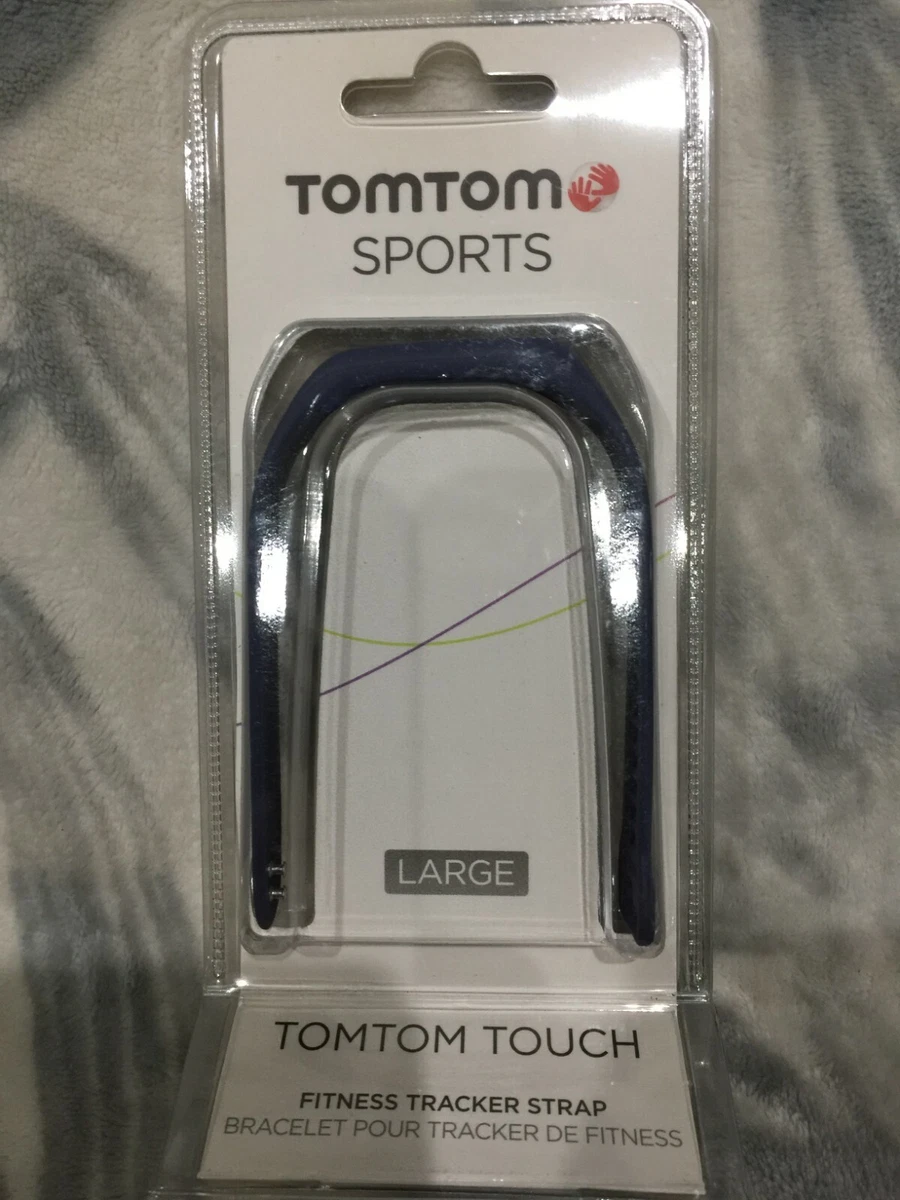 TOMTOM
SPORTS
LARGE
TOMTOM TOUCH
FITNESS TRACKER STRAP
BRACELET POUR TRACKER DE FITNESS